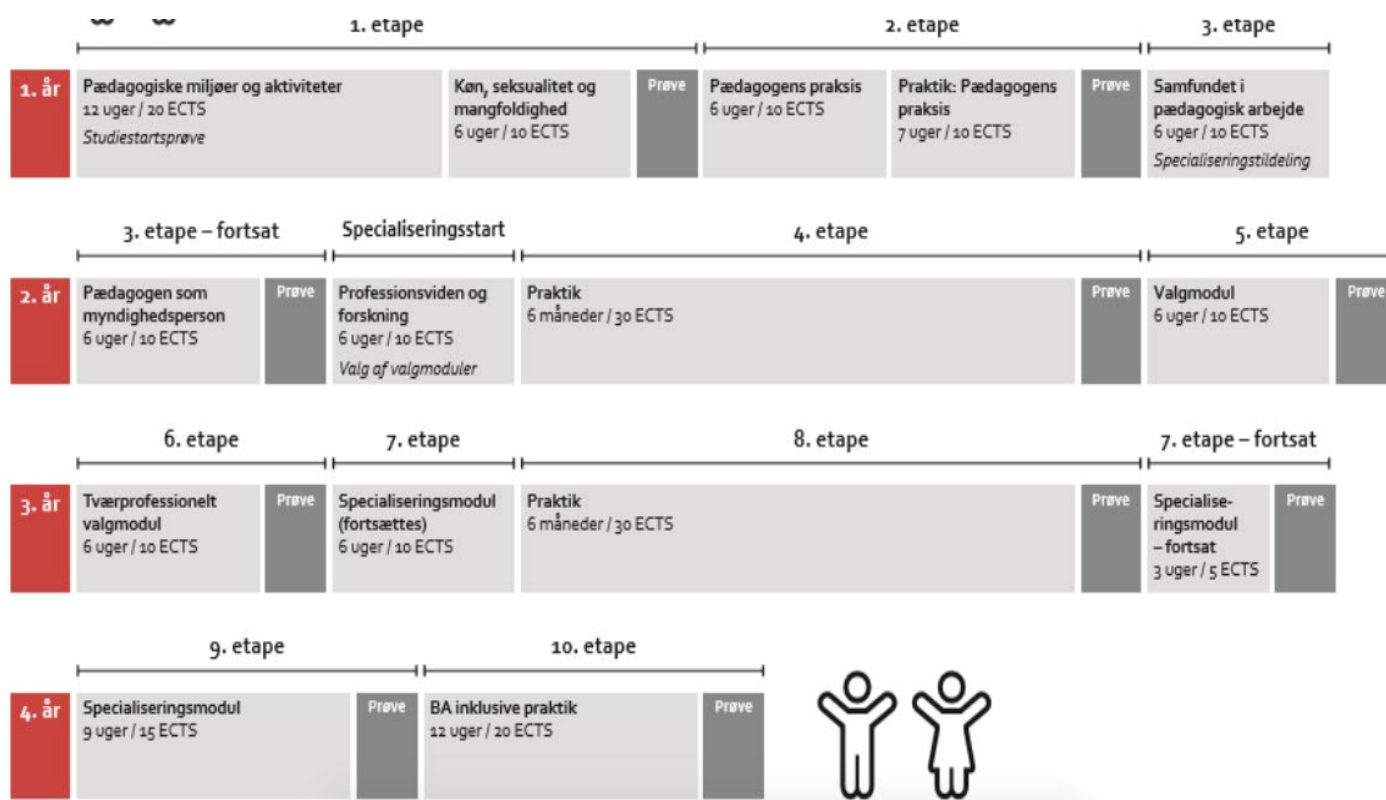 1. etape
2. etape
3. etape
1. år
Pædagogiske miljøer og aktiviteter
12 uger / 20 ECTS
Studiestartsprøve
Køn, seksualitet og
mangfoldighed
6 uger / 10 ECTS
Prøve
Pædagogens praksis
6 uger / 10 ECTS
Praktik: Pædagogens
praksis
7 uger / 10 ECTS
Prøve
Samfundet i
pædagogisk arbejde
6 uger / 10 ECTS
Specialiseringstildeling
3. etape – fortsat
Specialiseringsstart
4. etape
5. etape
2. år
Pædagogen som
myndighedsperson
6 uger / 10 ECTS
Prøve
Professionsviden og
forskning
6 uger / 10 ECTS
Valg af valgmoduler
Praktik
6 måneder / 30 ECTS
Prøve
Valgmodul
6 uger / 10 ECTS
Prøve
6. etape
7. etape
8. etape
7. etape – fortsat
3. år
Tværprofessionelt
valgmodul
6 uger / 10 ECTS
Prøve
Specialiseringsmodul
(fortsættes)
6 uger / 10 ECTS
Praktik
6 måneder / 30 ECTS
Prøve
Specialise-
ringsmodul
– fortsat
3 uger / 5 ECTS
Prøve
9. etape
10. etape
4. år
Specialiseringsmodul
9 uger / 15 ECTS
Prøve
BA inklusive praktik
12 uger / 20 ECTS
Prøve